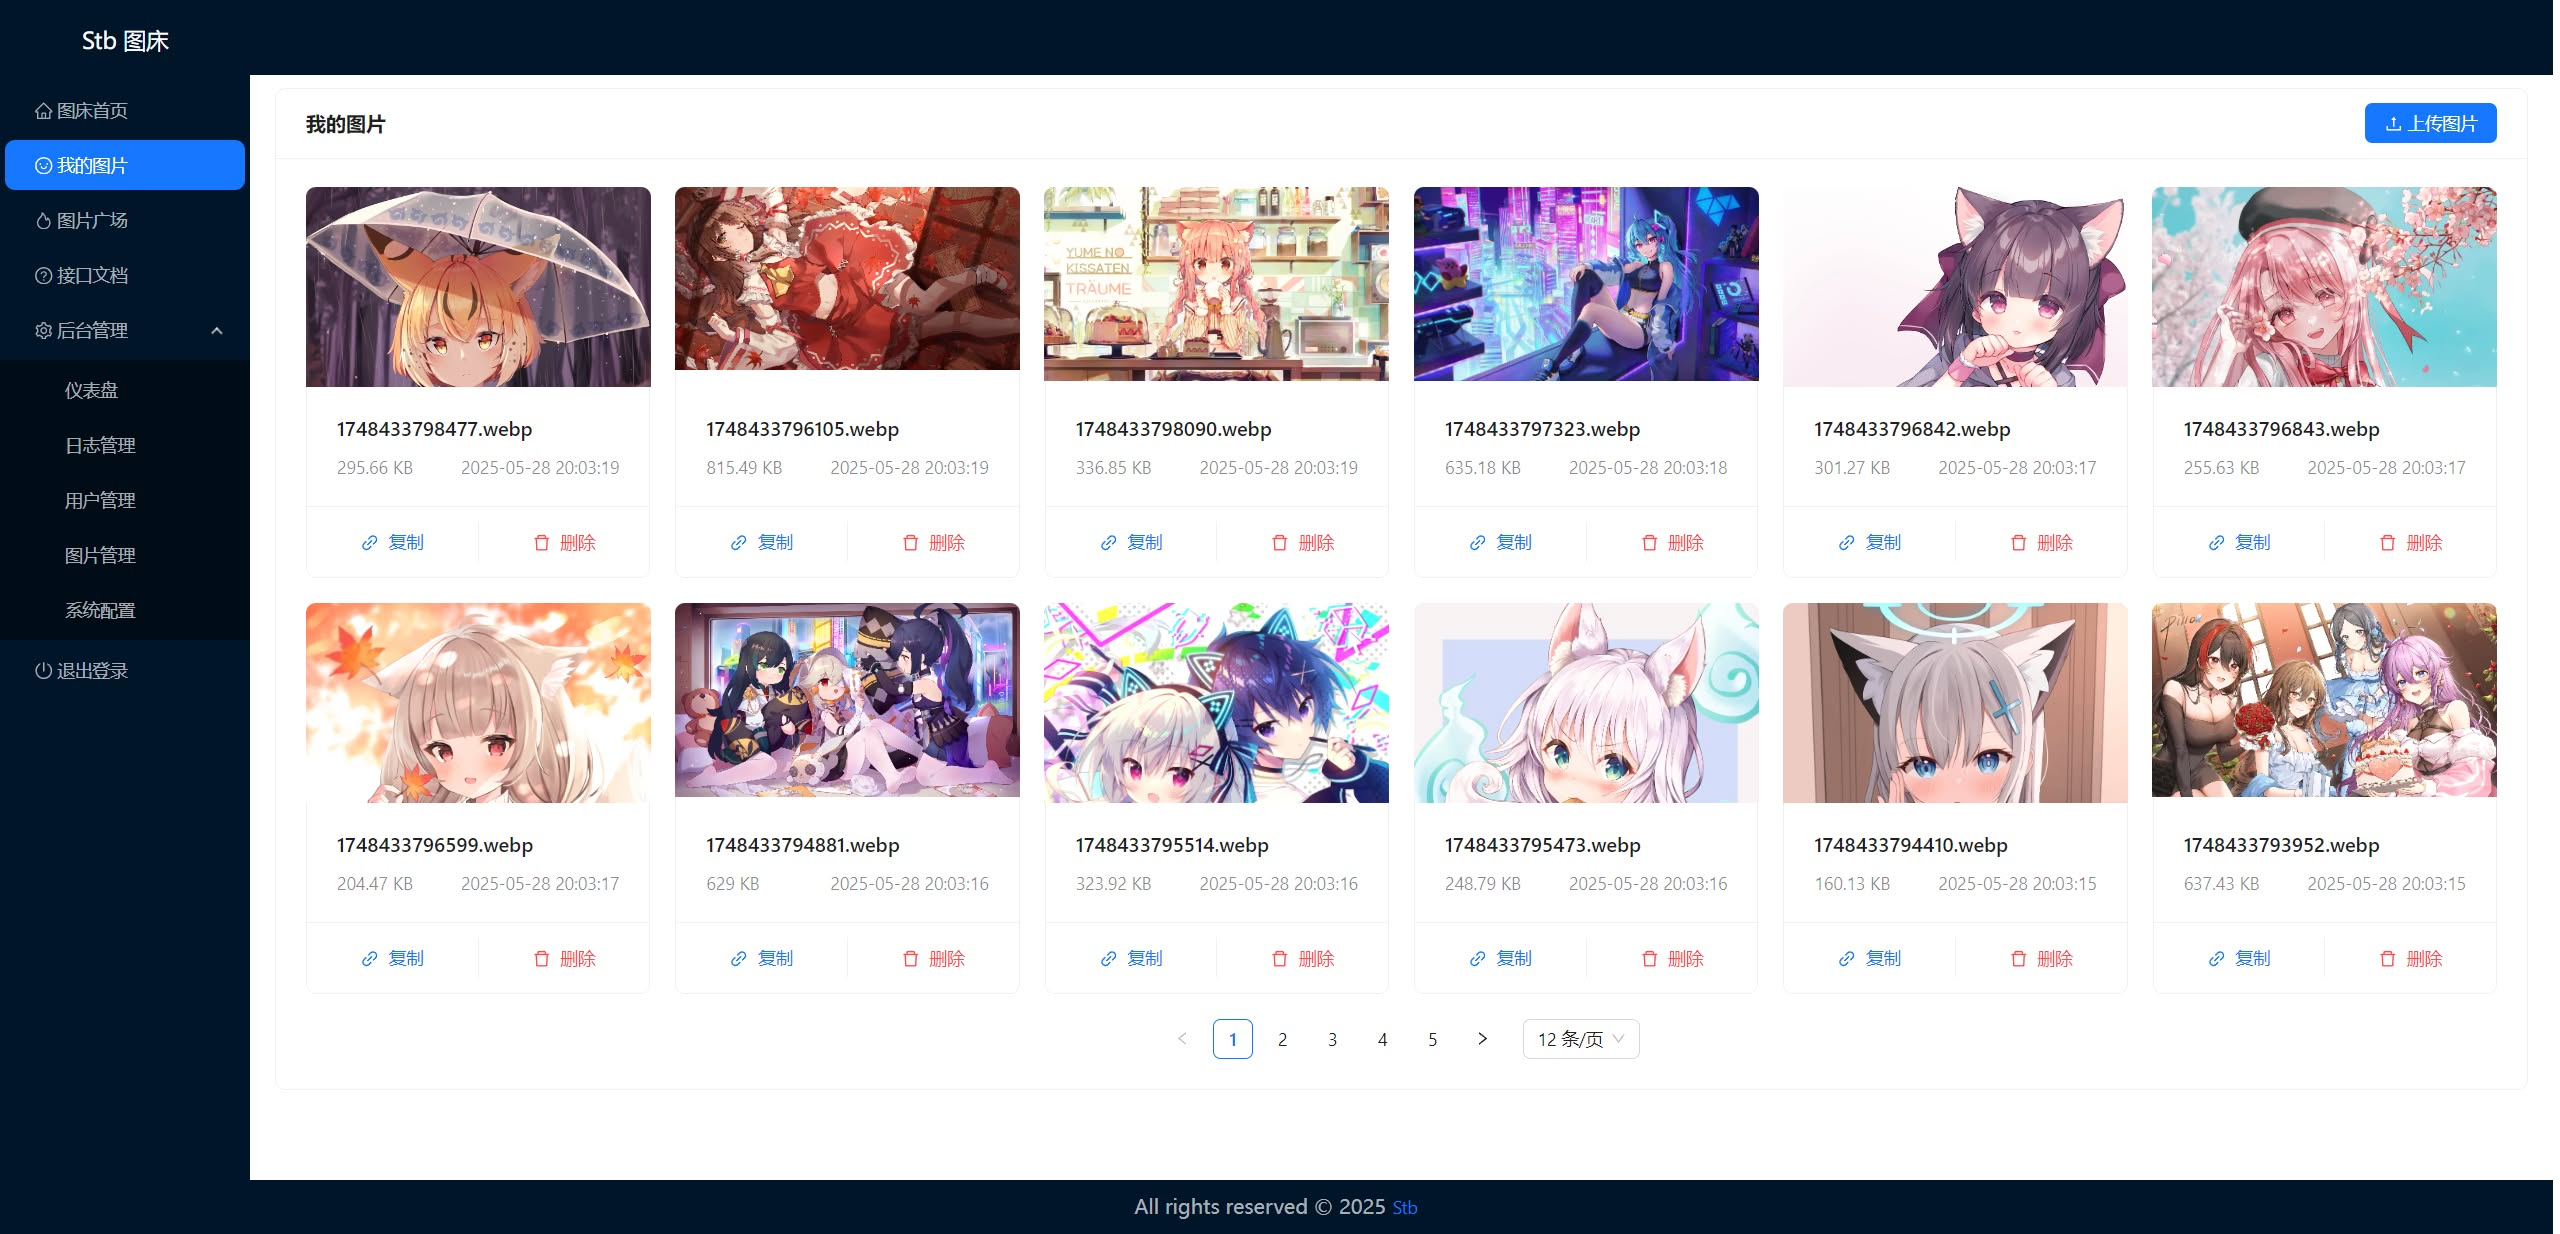 Stb 图床
图床首页
我的图片
图片广场
接口文档
后台管理
仪表盘
日志管理
用户管理
图片管理
系统配置
退出登录
我的图片
上传图片
YUME NO
KISSATEN
TRÄUME
1748433798477.webp
295.66 KB 2025-05-28 20:03:19
复制 删除
1748433796105.webp
815.49 KB 2025-05-28 20:03:19
复制 删除
1748433798090.webp
336.85 KB 2025-05-28 20:03:19
复制 删除
1748433797323.webp
635.18 KB 2025-05-28 20:03:18
复制 删除
1748433796842.webp
301.27 KB 2025-05-28 20:03:17
复制 删除
1748433796843.webp
255.63 KB 2025-05-28 20:03:17
复制 删除
Pillow
1748433796599.webp
204.47 KB 2025-05-28 20:03:17
复制 删除
1748433794881.webp
629 KB 2025-05-28 20:03:16
复制 删除
1748433795514.webp
323.92 KB 2025-05-28 20:03:16
复制 删除
1748433795473.webp
248.79 KB 2025-05-28 20:03:16
复制 删除
1748433794410.webp
160.13 KB 2025-05-28 20:03:15
复制 删除
1748433793952.webp
637.43 KB 2025-05-28 20:03:15
复制 删除
1 2 3 4 5 12 条/页
All rights reserved © 2025 Stb